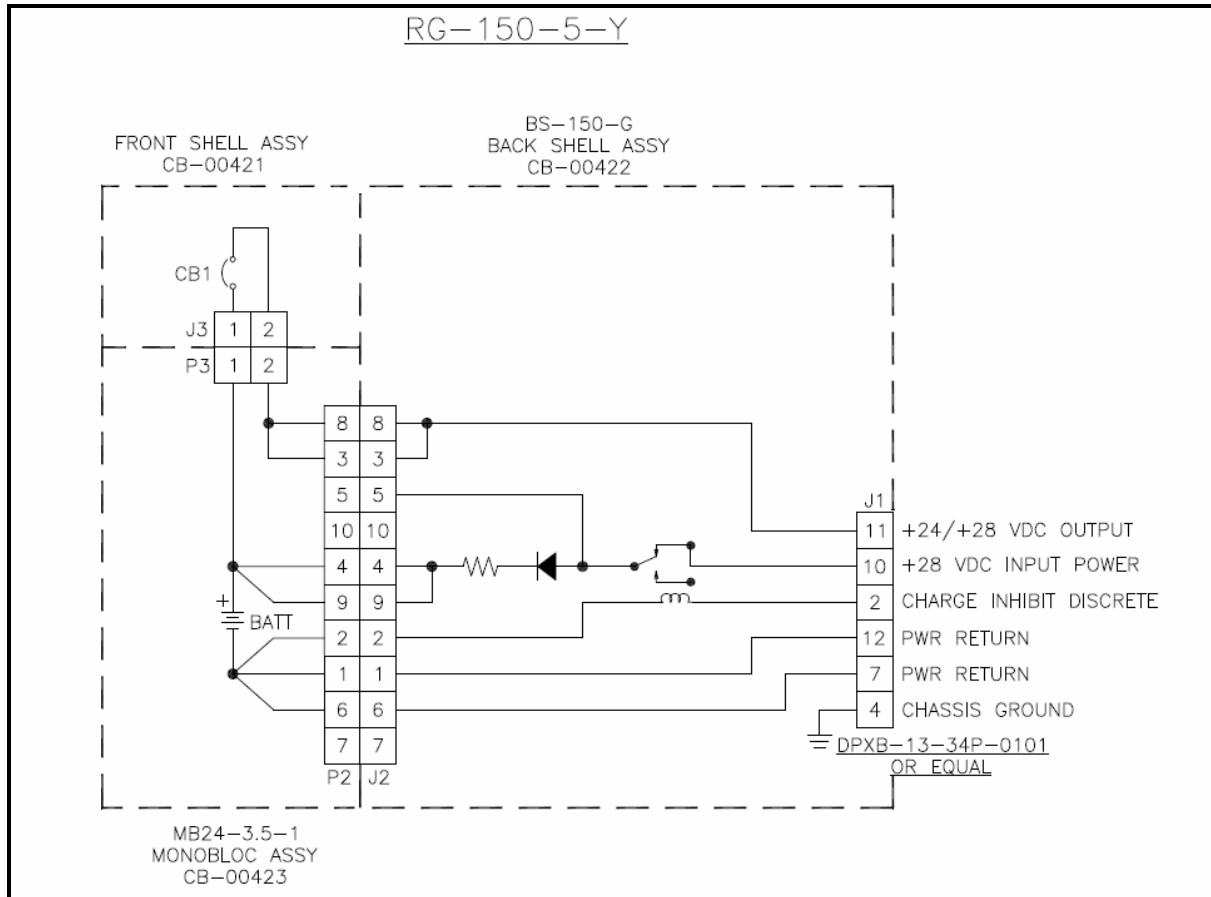 RG-150-5-Y
FRONT SHELL ASSY
CB-00421
BS-150-G
BACK SHELL ASSY
CB-00422
CB1
J3 1 2
P3 1 2
8 8
3 3
5 5
10 10
4 4
9 9
2 2
1 1
6 6
7 7
P2 J2
+
BATT
J1
11 +24/+28 VDC OUTPUT
10 +28 VDC INPUT POWER
2 CHARGE INHIBIT DISCRETE
12 PWR RETURN
7 PWR RETURN
4 CHASSIS GROUND
DPXB-13-34P-0101
OR EQUAL
MB24-3.5-1
MONOBLOC ASSY
CB-00423